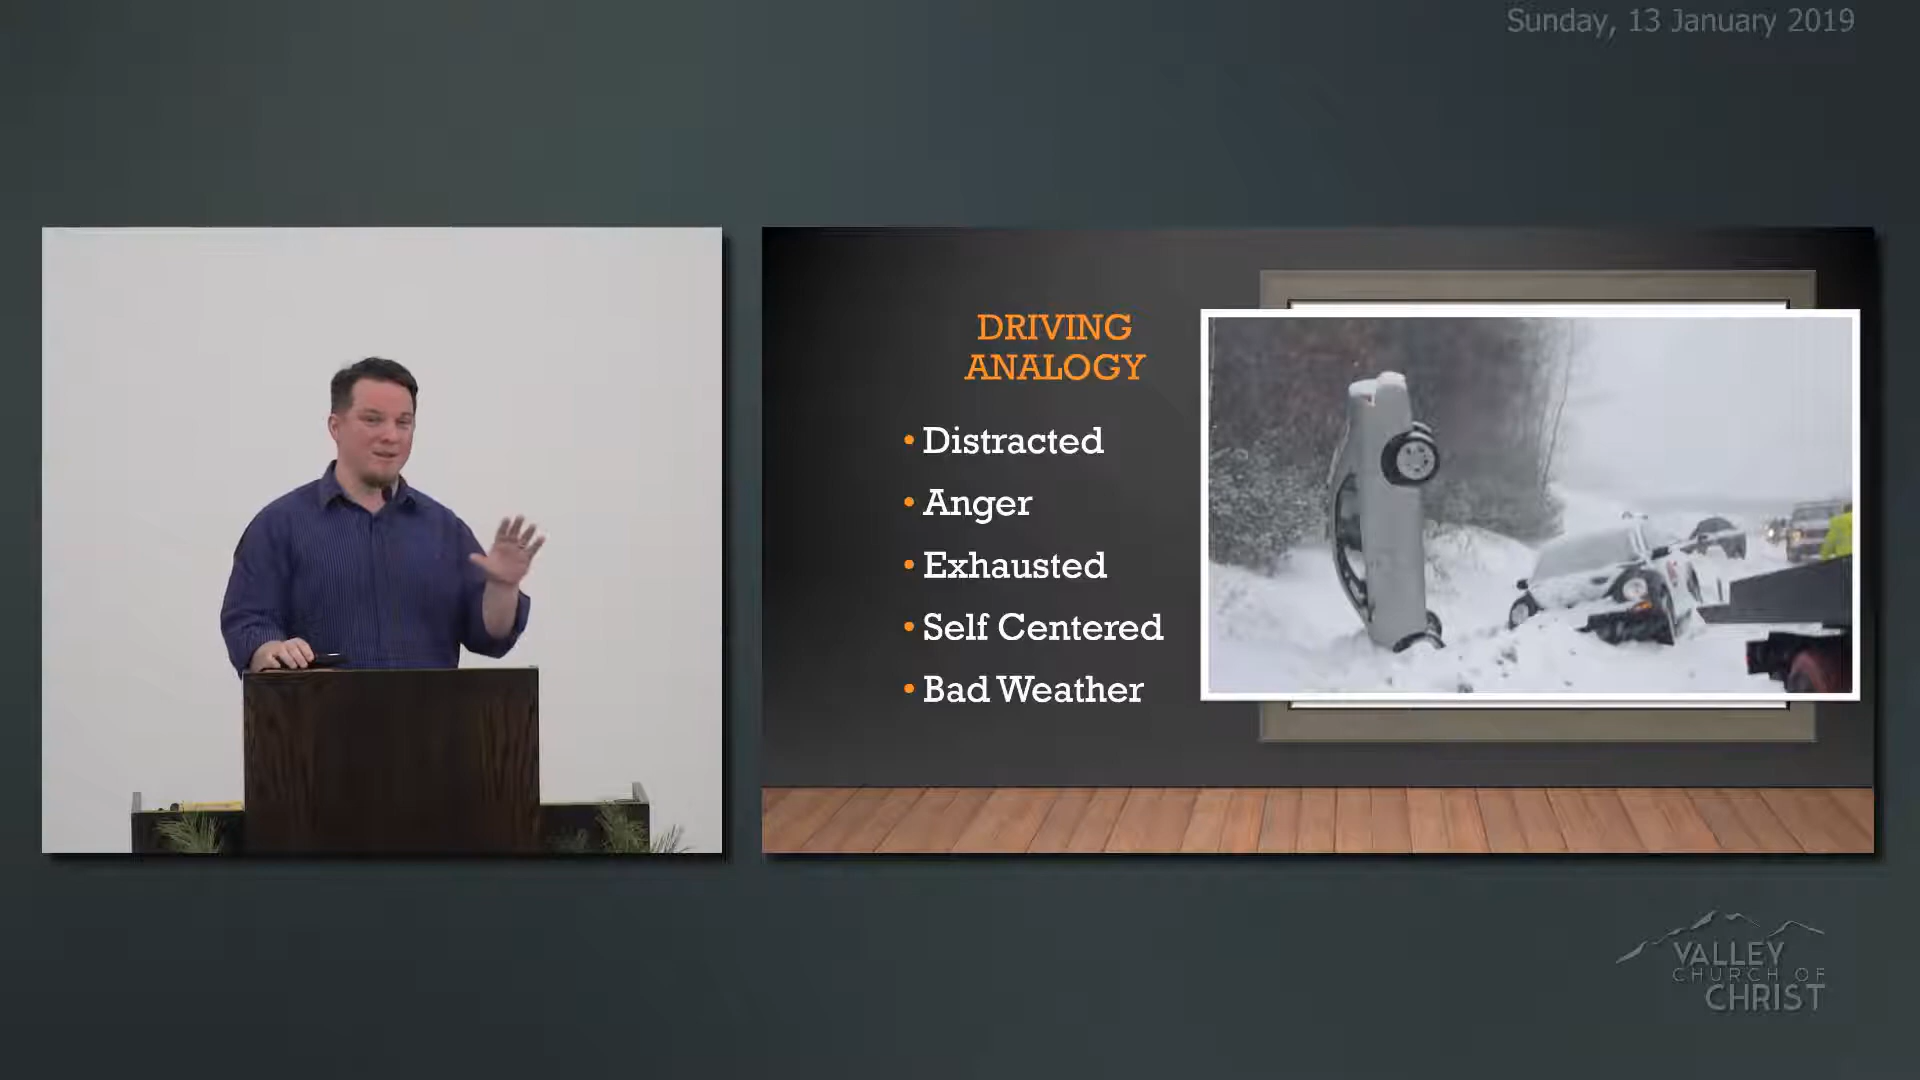 Sunday, 13 January 2019
DRIVING
ANALOGY
• Distracted
• Anger
• Exhausted
• Self Centered
• Bad Weather
VALLEY
CHURCH OF
CHRIST